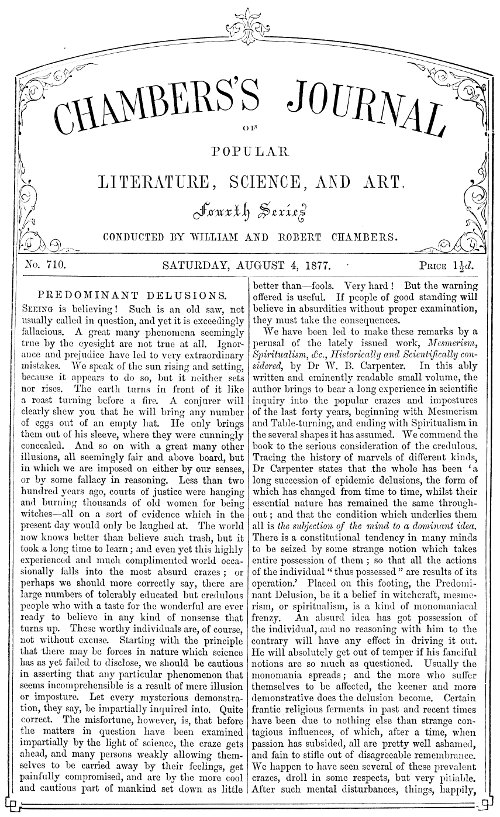 CHAMBERS'S JOURNAL
OF
POPULAR
LITERATURE, SCIENCE, AND ART.
Fourth Series
CONDUCTED BY WILLIAM AND ROBERT CHAMBERS.
No. 710.
SATURDAY, AUGUST 4, 1877.
PRICE 1½d.
PREDOMINANT DELUSIONS.
SEEING is believing! Such is an old saw, not
usually called in question, and yet it is exceedingly
fallacious. A great many phenomena seemingly
true by the eyesight are not true at all. Ignor-
ance and prejudice have led to very extraordinary
mistakes. We speak of the sun rising and setting,
because it appears to do so, but it neither sets
nor rises. The earth turns in front of it like
a roast turning before a fire. A conjurer will
clearly shew you that he will bring any number
of eggs out of an empty hat. He only brings
them out of his sleeve, where they were cunningly
concealed. And so on with a great many other
illusions, all seemingly fair and above board, but
in which we are imposed on either by our senses,
or by some fallacy in reasoning. Less than two
hundred years ago, courts of justice were hanging
and burning thousands of old women for being
witches—all on a sort of evidence which in the
present day would only be laughed at. The world
now knows better than believe such trash, but it
took a long time to learn; and even yet this highly
experienced and much complimented world occa-
sionally falls into the most absurd crazes; or
perhaps we should more correctly say, there are
large numbers of tolerably educated but credulous
people who with a taste for the wonderful are ever
ready to believe in any kind of nonsense that
turns up. These worthy individuals are, of course,
not without excuse. Starting with the principle
that there may be forces in nature which science
has as yet failed to disclose, we should be cautious
in asserting that any particular phenomenon that
seems incomprehensible is a result of mere illusion
or imposture. Let every mysterious demonstra-
tion, they say, be impartially inquired into. Quite
correct. The misfortune, however, is, that before
the matters in question have been examined
impartially by the light of science, the craze gets
ahead, and many persons weakly allowing them-
selves to be carried away by their feelings, get
painfully compromised, and are by the more cool
and cautious part of mankind set down as little
better than—fools. Very hard! But the warning
offered is useful. If people of good standing will
believe in absurdities without proper examination,
they must take the consequences.
We have been led to make these remarks by a
perusal of the lately issued work, Mesmerism,
Spiritualism, &c., Historically and Scientifically con-
sidered, by Dr W. B. Carpenter. In this ably
written and eminently readable small volume, the
author brings to bear a long experience in scientific
inquiry into the popular crazes and impostures
of the last forty years, beginning with Mesmerism
and Table-turning, and ending with Spiritualism in
the several shapes it has assumed. We commend the
book to the serious consideration of the credulous.
Tracing the history of marvels of different kinds,
Dr Carpenter states that the whole has been 'a
long succession of epidemic delusions, the form of
which has changed from time to time, whilst their
essential nature has remained the same through-
out; and that the condition which underlies them
all is the subjection of the mind to a dominant idea.
There is a constitutional tendency in many minds
to be seized by some strange notion which takes
entire possession of them; so that all the actions
of the individual "thus possessed" are results of its
operation.' Placed on this footing, the Predomi-
nant Delusion, be it a belief in witchcraft, mesme-
rism, or spiritualism, is a kind of monomaniacal
frenzy. An absurd idea has got possession of
the individual, and no reasoning with him to the
contrary will have any effect in driving it out.
He will absolutely get out of temper if his fanciful
notions are so much as questioned. Usually the
monomania spreads; and the more who suffer
themselves to be affected, the keener and more
demonstrative does the delusion become. Certain
frantic religious ferments in past and recent times
have been due to nothing else than strange con-
tagious influences, of which, after a time, when
passion has subsided, all are pretty well ashamed,
and fain to stifle out of disagreeable remembrance.
We happen to have seen several of these prevalent
crazes, droll in some respects, but very pitiable.
After such mental disturbances, things, happily,